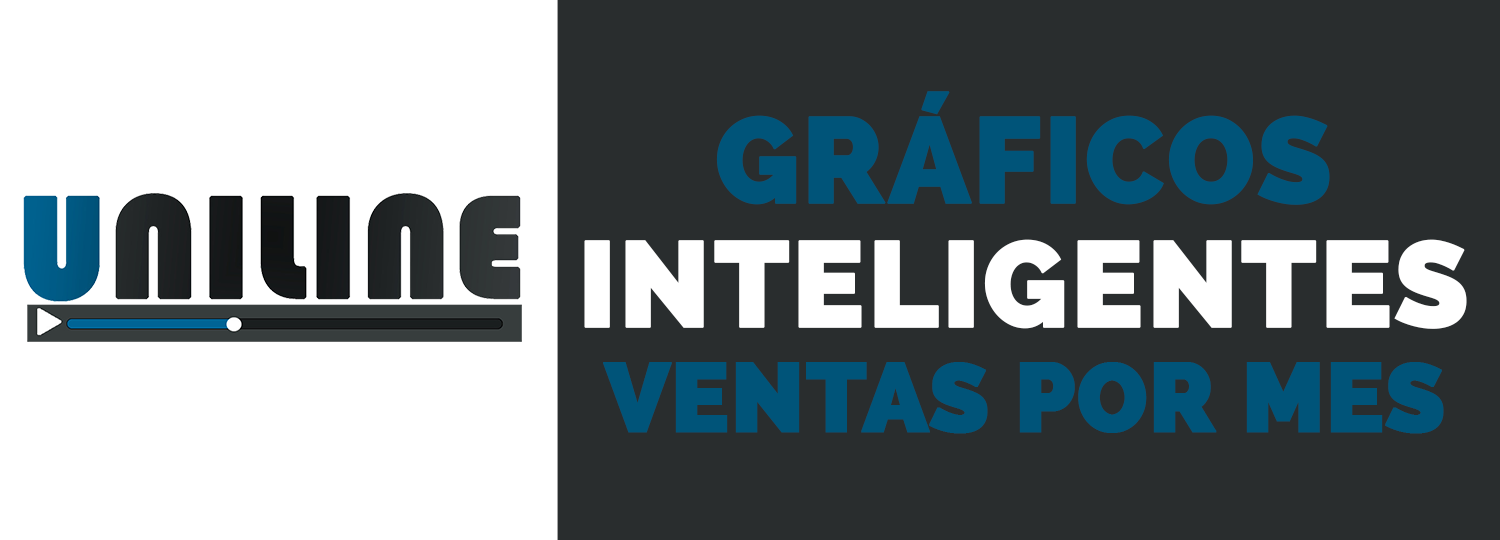 UNILINE
GRÁFICOS
INTELIGENTES
VENTAS POR MES